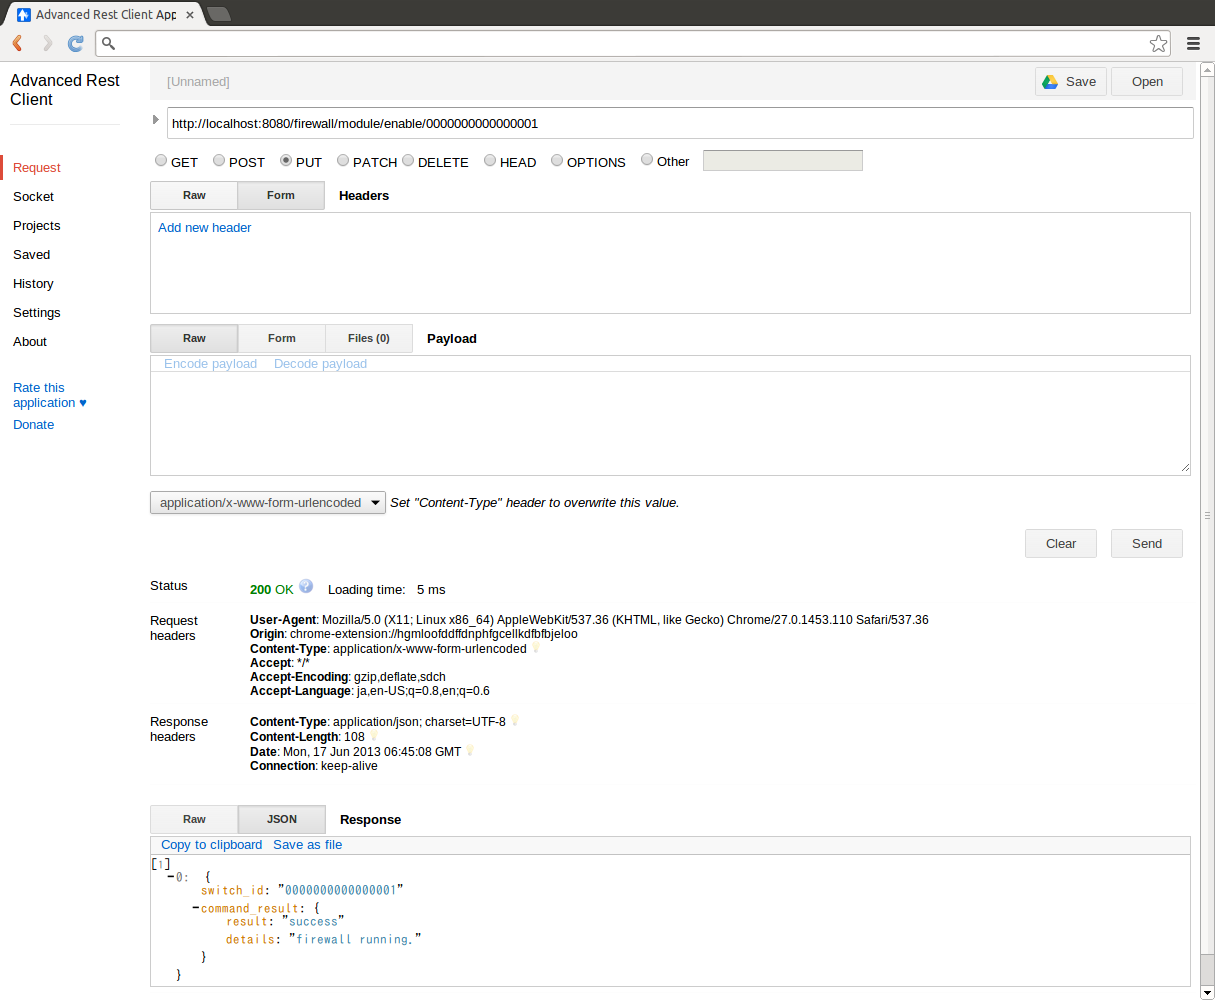 Advanced Rest Client App
Advanced Rest Client
[Unnamed]
Save
Open
http://localhost:8080/firewall/module/enable/0000000000000001
GET POST PUT PATCH DELETE HEAD OPTIONS Other
Request
Socket
Projects
Saved
History
Settings
About
Rate this
application ♥
Donate
Raw Form Headers
Add new header
Raw Form Files (0) Payload
Encode payload Decode payload
application/x-www-form-urlencoded Set "Content-Type" header to overwrite this value.
Clear Send
Status 200 OK ? Loading time: 5 ms
Request
headers
User-Agent: Mozilla/5.0 (X11; Linux x86_64) AppleWebKit/537.36 (KHTML, like Gecko) Chrome/27.0.1453.110 Safari/537.36
Origin: chrome-extension://hgmloofddffdnphfgcellkdfbfbjeloo
Content-Type: application/x-www-form-urlencoded
Accept: */*
Accept-Encoding: gzip,deflate,sdch
Accept-Language: ja,en-US;q=0.8,en;q=0.6
Response
headers
Content-Type: application/json; charset=UTF-8
Content-Length: 108
Date: Mon, 17 Jun 2013 06:45:08 GMT
Connection: keep-alive
Raw JSON Response
Copy to clipboard Save as file
[1]
-0: {
switch_id: "0000000000000001"
-command_result: {
result: "success"
details: "firewall running."
}
}